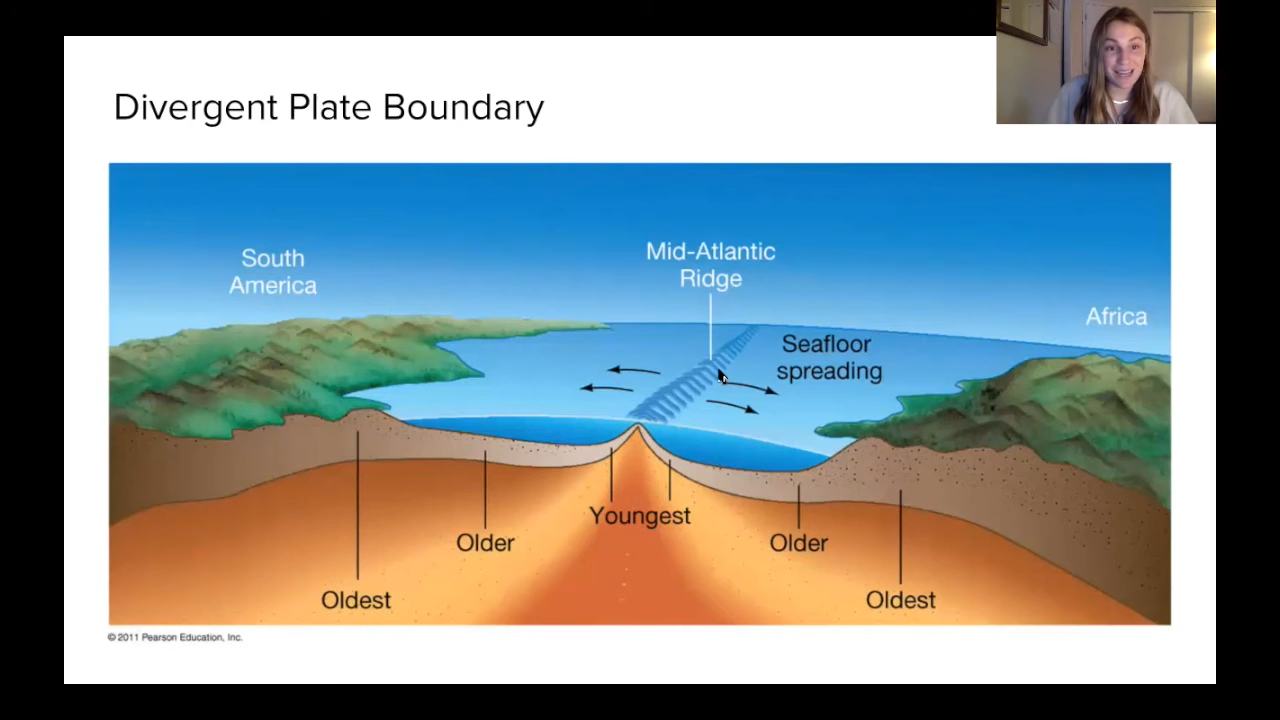 Divergent Plate Boundary
South
America
Mid-Atlantic
Ridge
Africa
Seafloor
spreading
Youngest
Older
Older
Oldest
Oldest
© 2011 Pearson Education, Inc.